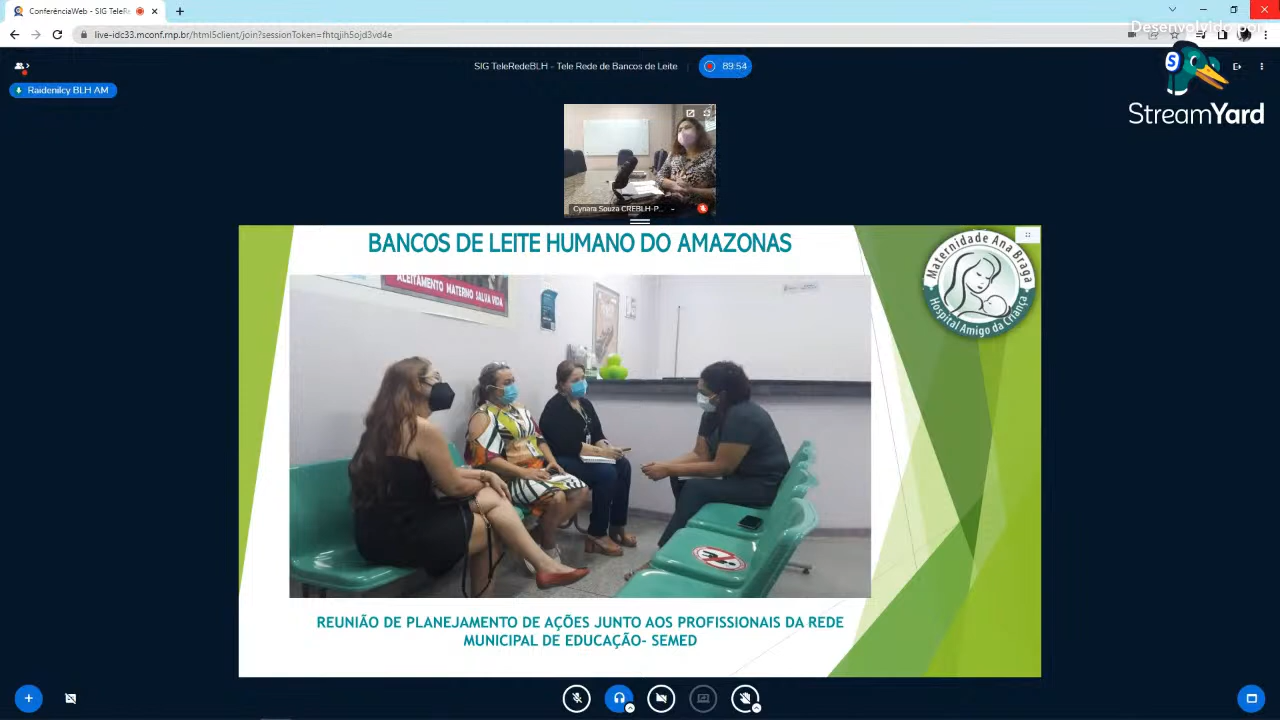 ConferênciaWeb - SIG TeleRe
live-idc33.mconf.rnp.br/html5client/join?sessionToken=fhtqjih5ojd3vd4e
Desenvolvido por
StreamYard
SIG TeleRedeBLH - Tele Rede de Bancos de Leite
89:54
Raidenilcy BLH AM
Cynara Souza CREBLH-P...
BANCOS DE LEITE HUMANO DO AMAZONAS
Maternidade Ana Braga
Hospital Amigo da Criança
ALEITAMENTO MATERNO SALVA VIDA
REUNIÃO DE PLANEJAMENTO DE AÇÕES JUNTO AOS PROFISSIONAIS DA REDE
MUNICIPAL DE EDUCAÇÃO- SEMED